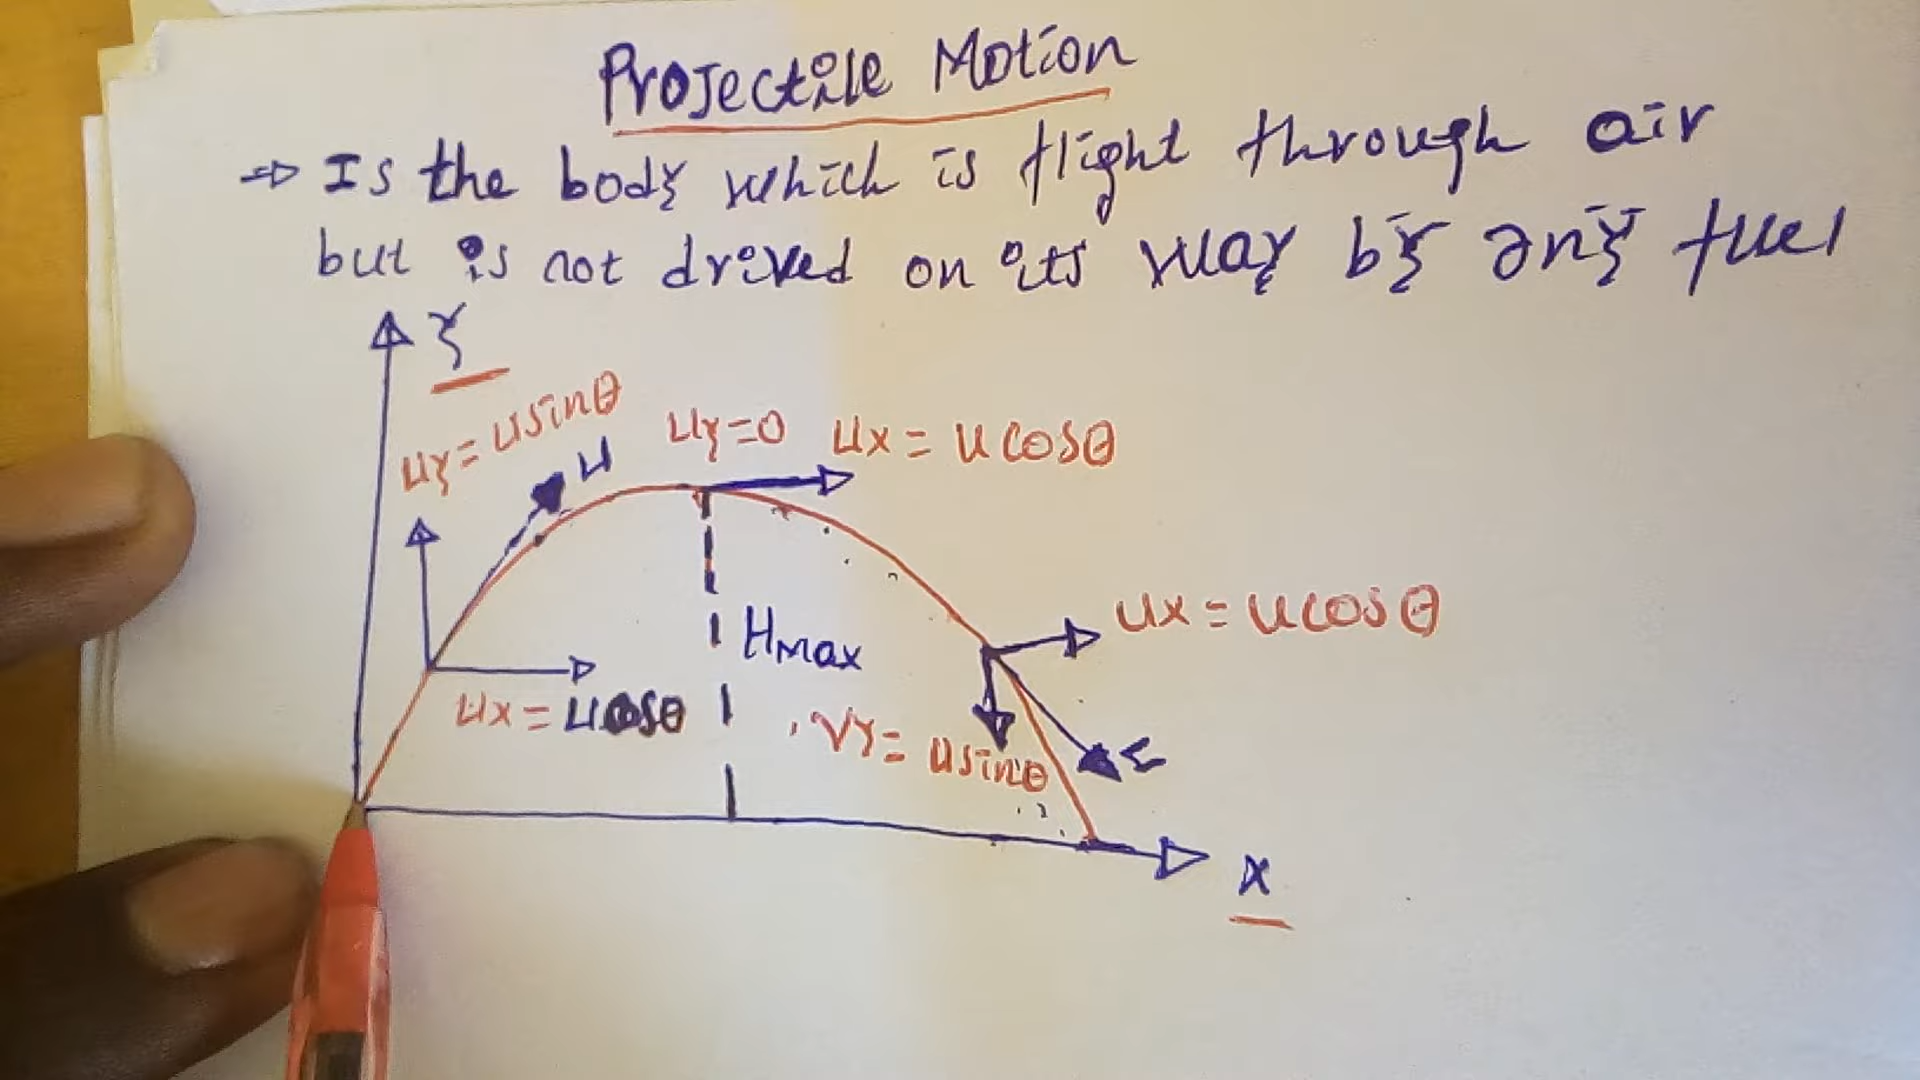 Projectile Motion
⇒ Is the body which is flight through air
but is not drived on its way by any fuel
y
uy = usinθ
u
uy=0
ux = u cosθ
Hmax
ux = ucosθ
ux = ucosθ
Vy = usinθ
x